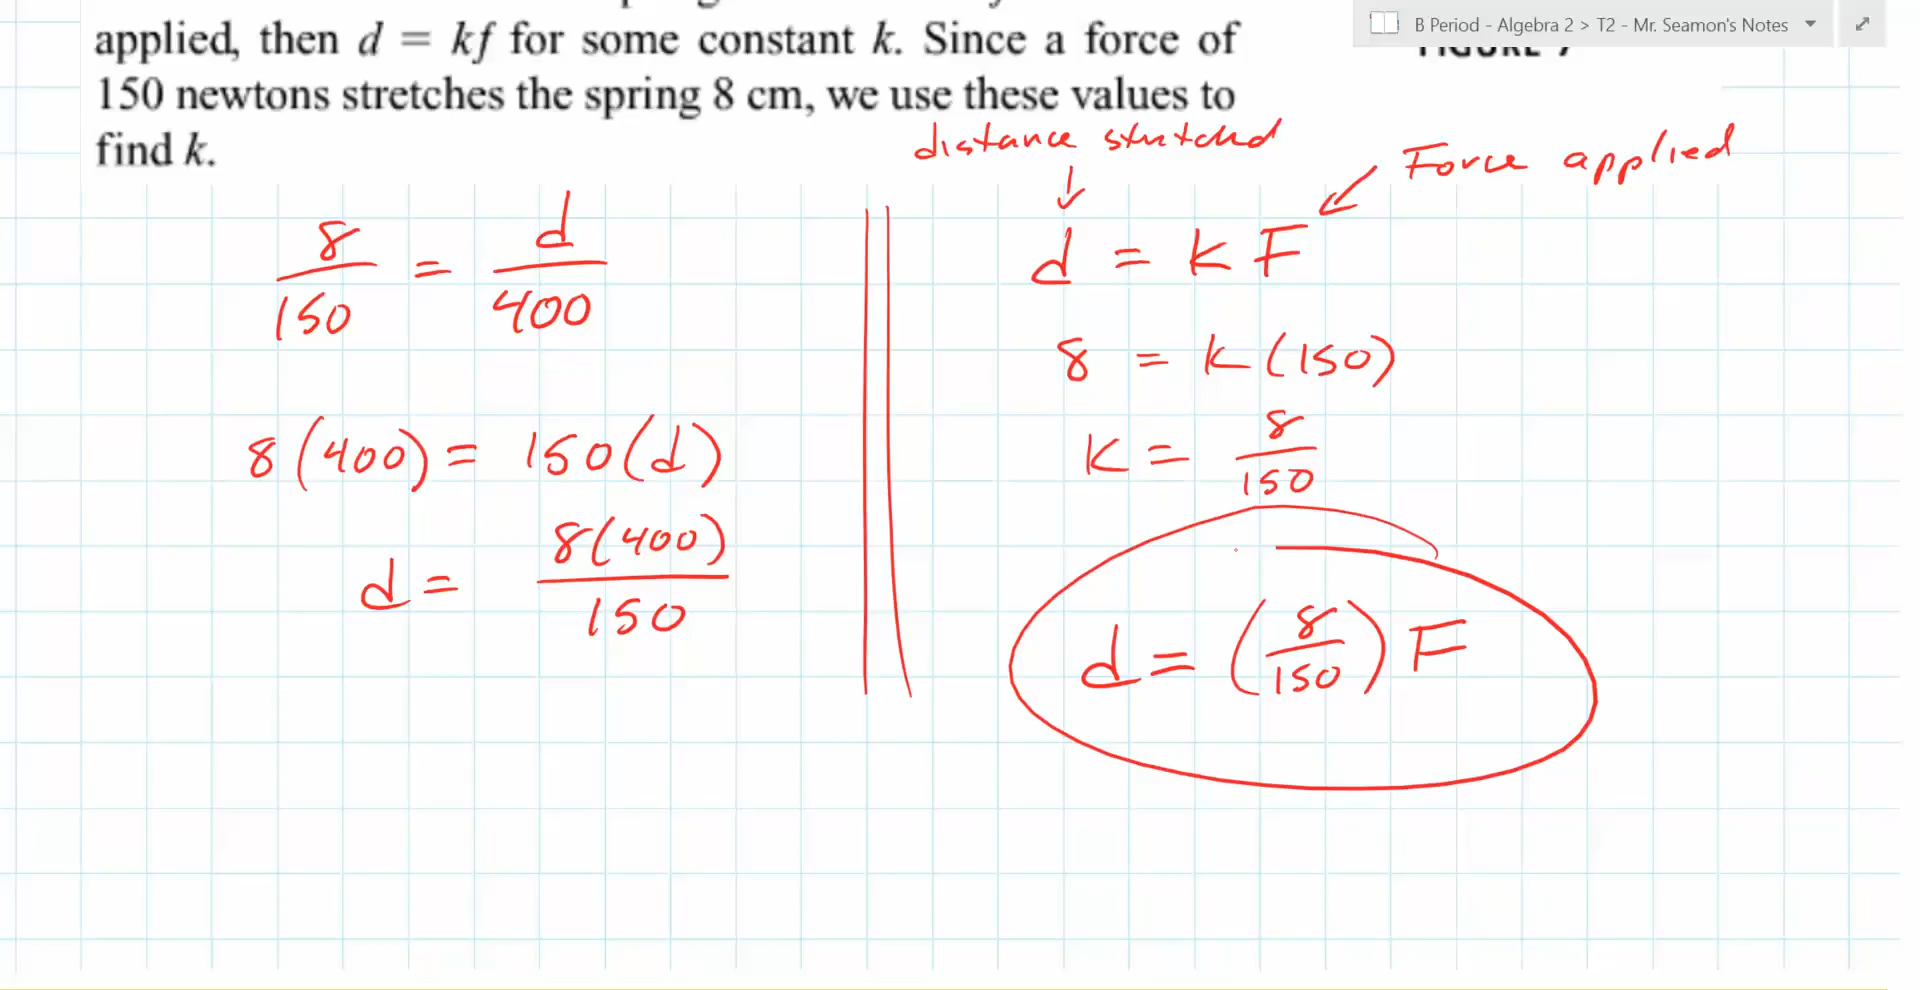 B Period - Algebra 2 > T2 - Mr. Seamon's Notes
applied, then d = kf for some constant k. Since a force of
150 newtons stretches the spring 8 cm, we use these values to
find k.
distance stretched
Force applied
8/150 = d/400
8(400) = 150(d)
d = 8(400)/150
d = k F
8 = k(150)
k = 8/150
d = (8/150) F